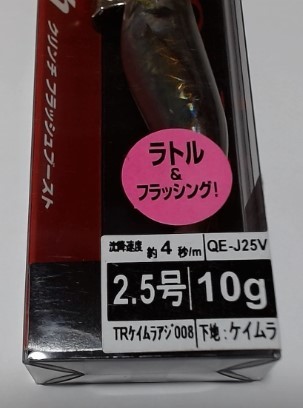 クリンチ フラッシュブースト
ラトル
&
フラッシング!
沈降速度 約4秒/m
QE-J25V
2.5号
10g
TRケイムラアジ008
下地:ケイムラ